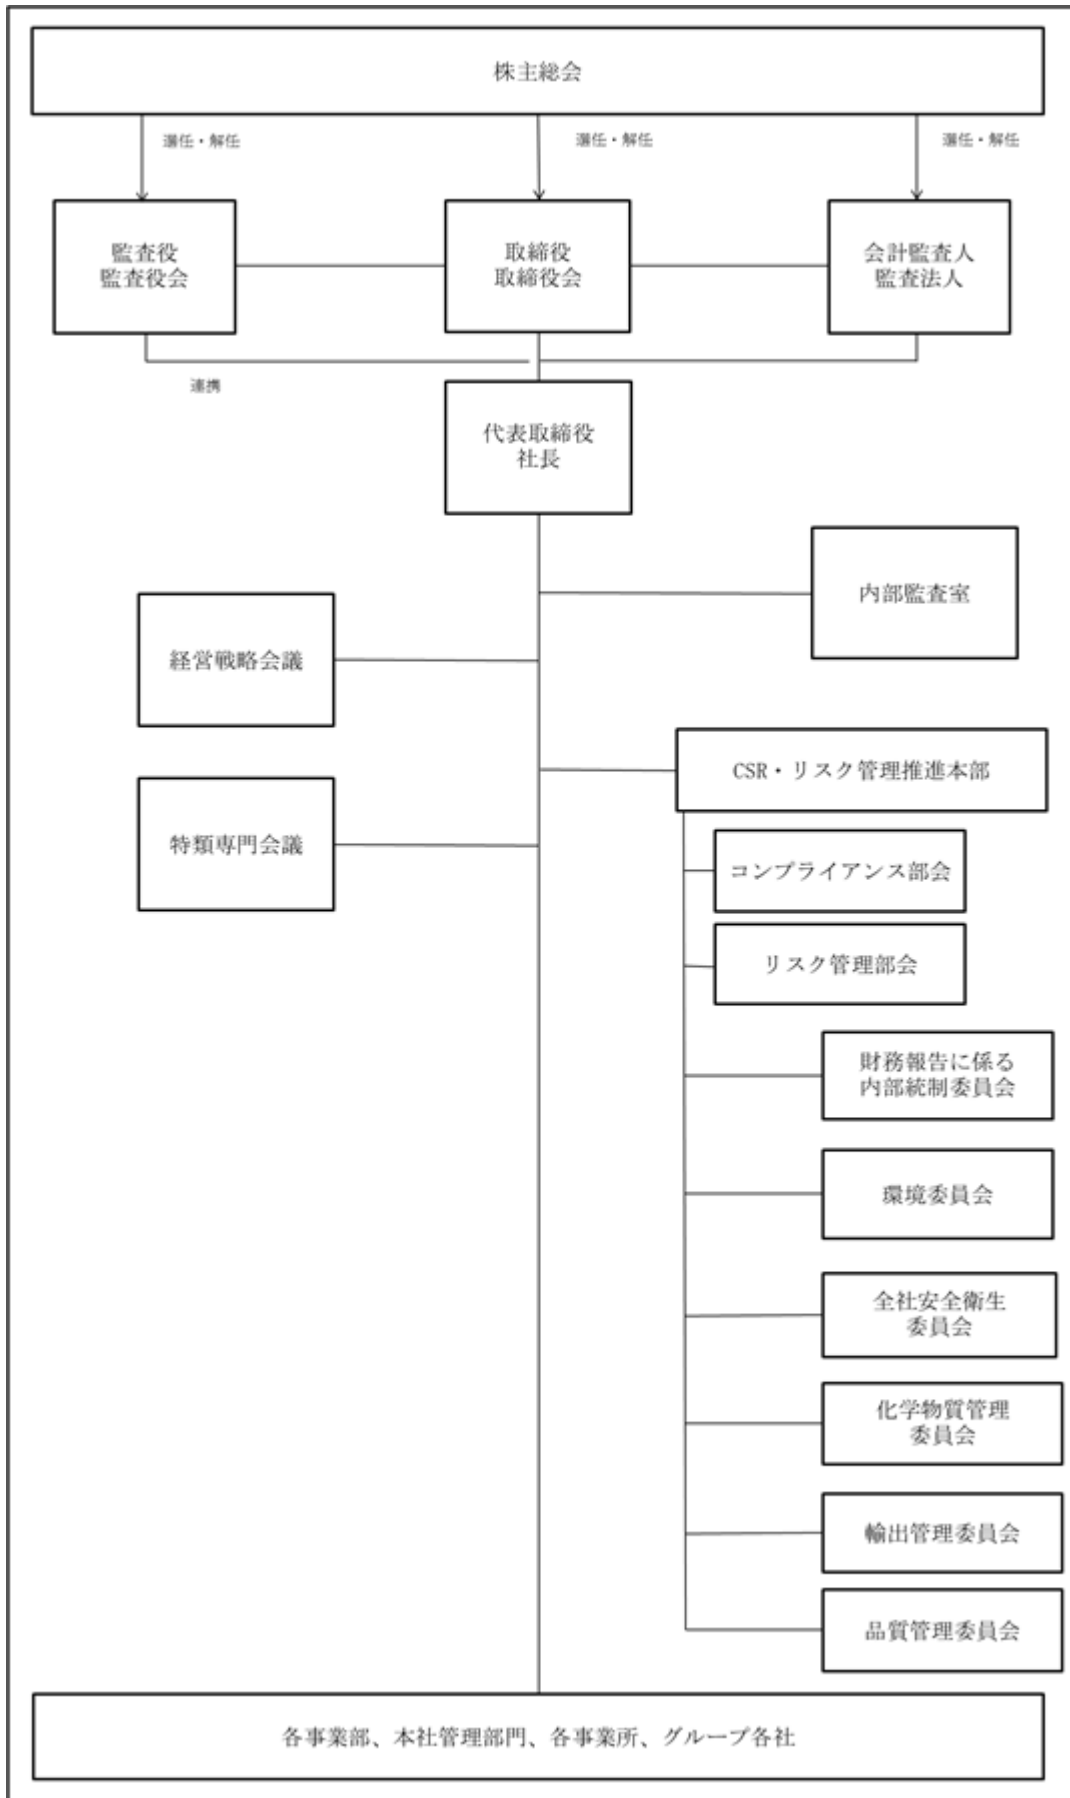 株主総会
選任・解任
選任・解任
選任・解任
監査役
監査役会
取締役
取締役会
会計監査人
監査法人
連携
代表取締役
社長
内部監査室
経営戦略会議
CSR・リスク管理推進本部
特類専門会議
コンプライアンス部会
リスク管理部会
財務報告に係る
内部統制委員会
環境委員会
全社安全衛生
委員会
化学物質管理
委員会
輸出管理委員会
品質管理委員会
各事業部、本社管理部門、各事業所、グループ各社